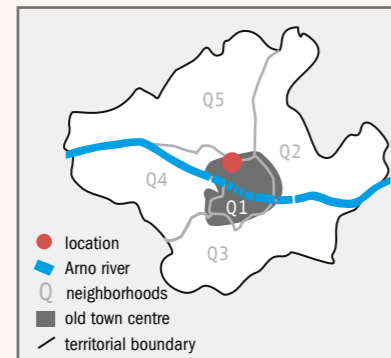 Q5
Q2
Q4
Q1
Q3
location
Arno river
Q neighborhoods
old town centre
territorial boundary